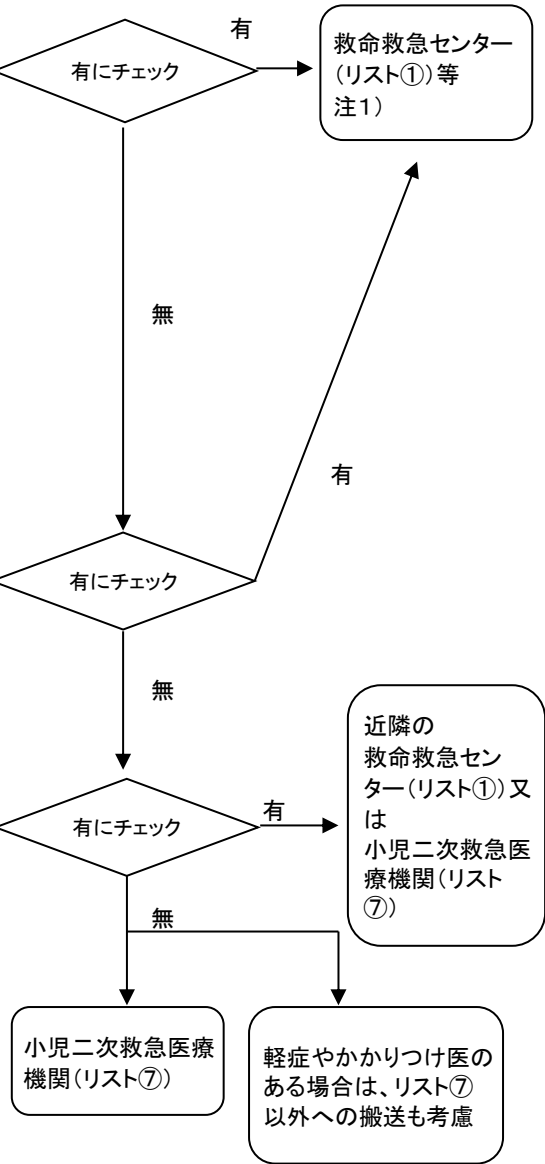 有
有にチェック
救命救急センター
(リスト①)等
注1)
無
有
有にチェック
無
近隣の
救命救急セン
ター(リスト①)又
は
小児二次救急医
療機関(リスト
⑦)
有にチェック
有
無
小児二次救急医療
機関(リスト⑦)
軽症やかかりつけ医の
ある場合は、リスト⑦
以外への搬送も考慮